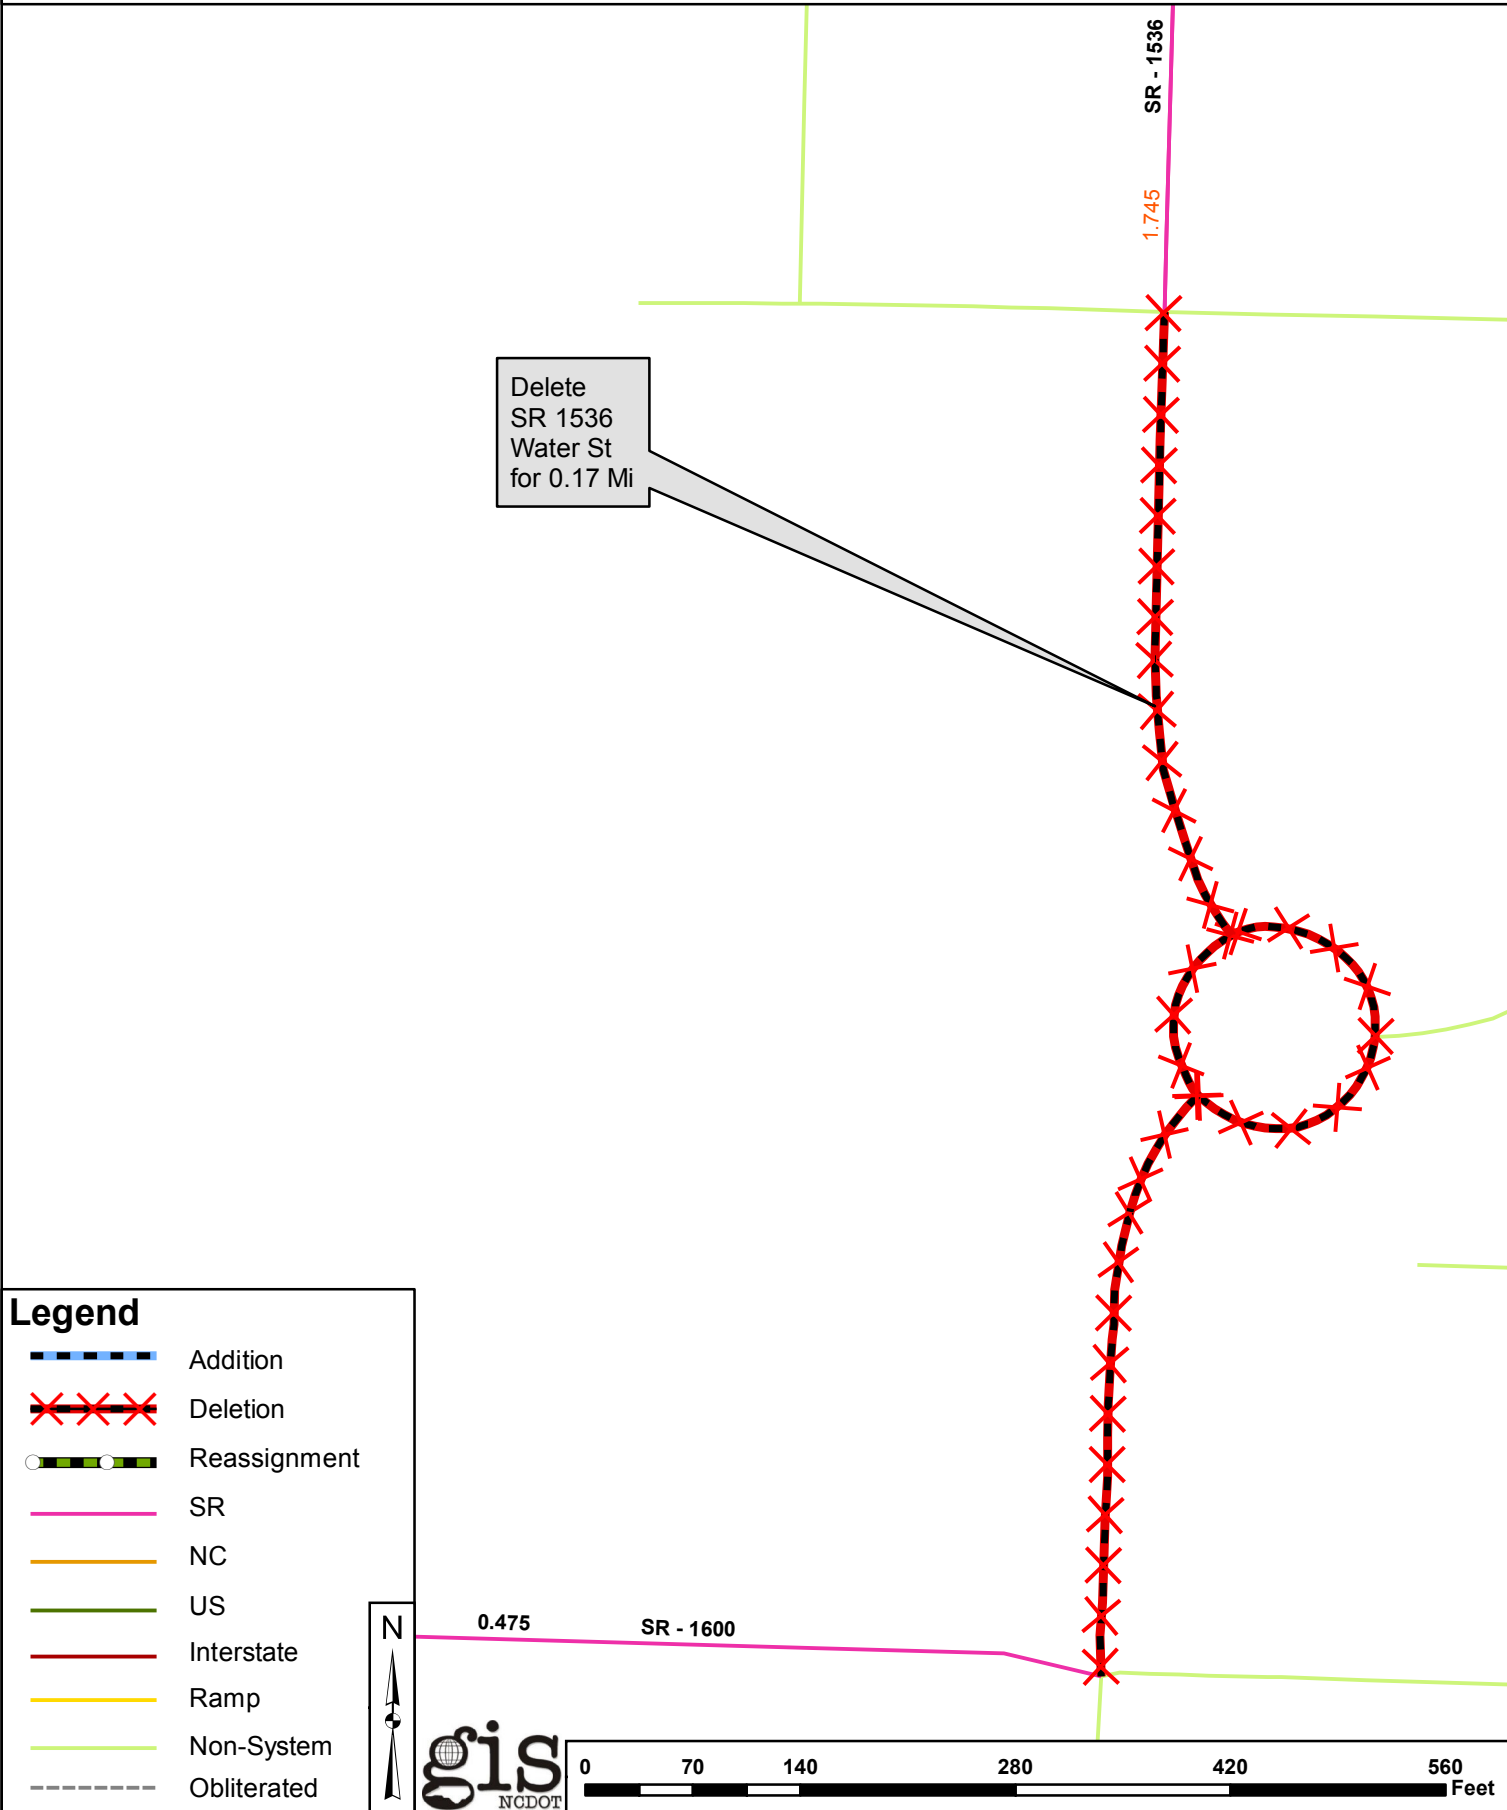 SR - 1536
1.745
Delete
SR 1536
Water St
for 0.17 Mi
Legend
Addition
Deletion
Reassignment
SR
NC
US
Interstate
Ramp
Non-System
Obliterated
N
0.475 SR - 1600
gis
NCDOT
0 70 140 280 420 560
Feet